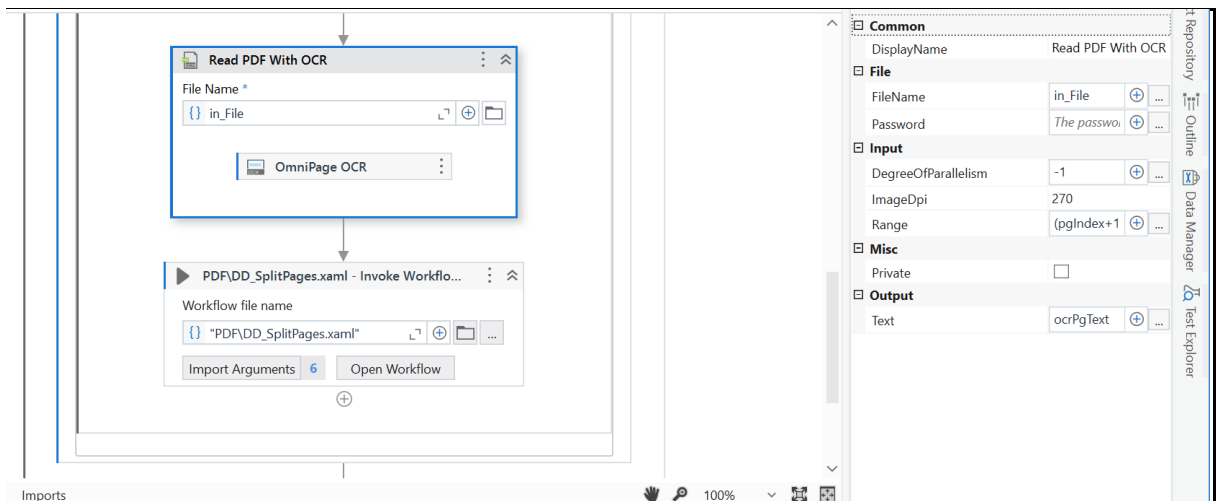 Read PDF With OCR
File Name *
in_File
OmniPage OCR
PDF\DD_SplitPages.xaml - Invoke Workflo...
Workflow file name
"PDF\DD_SplitPages.xaml"
...
Import Arguments 6
Open Workflow
Imports
100%
Common
DisplayName Read PDF With OCR
File
FileName in_File ...
Password The passwo ...
Input
DegreeOfParallelism -1 ...
ImageDpi 270
Range (pgIndex+1 ...
Misc
Private
Output
Text ocrPgText ...
t Repository
Outline
Data Manager
Test Explorer